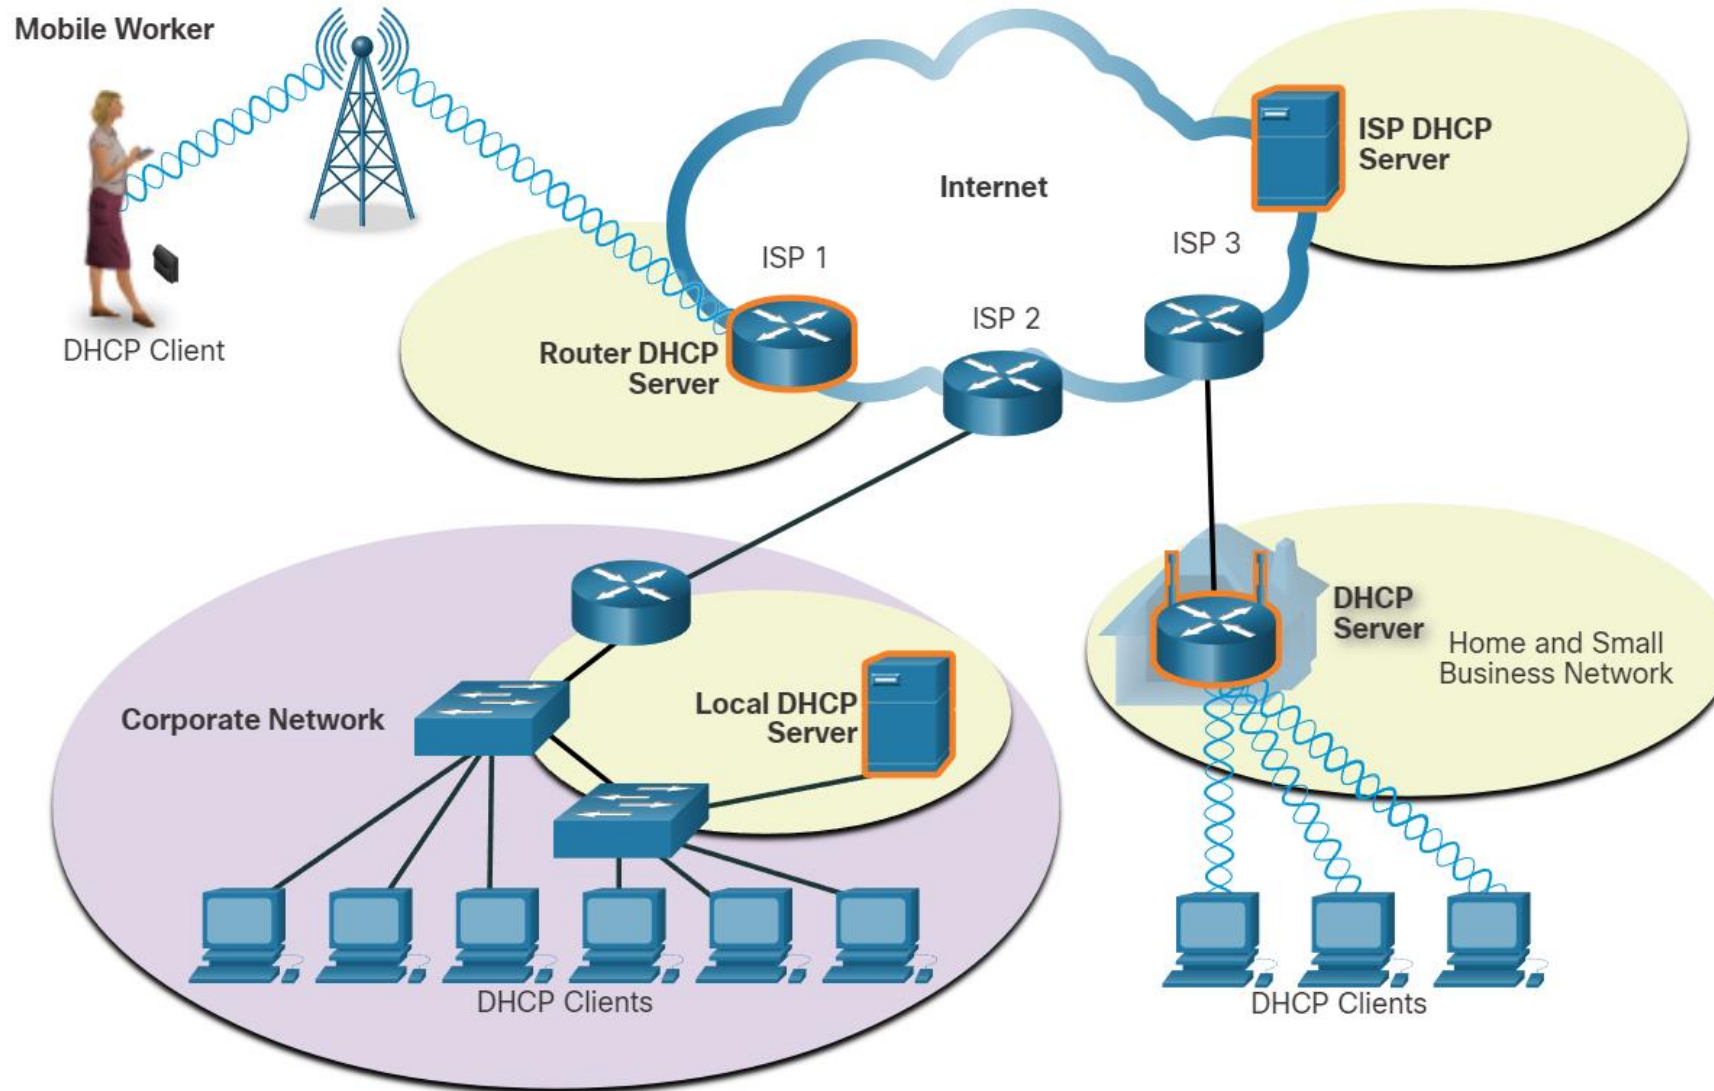 Mobile Worker
DHCP Client
Internet
ISP 1
ISP 2
ISP 3
ISP DHCP
Server
Router DHCP
Server
Corporate Network
Local DHCP
Server
DHCP Clients
DHCP
Server
Home and Small
Business Network
DHCP Clients